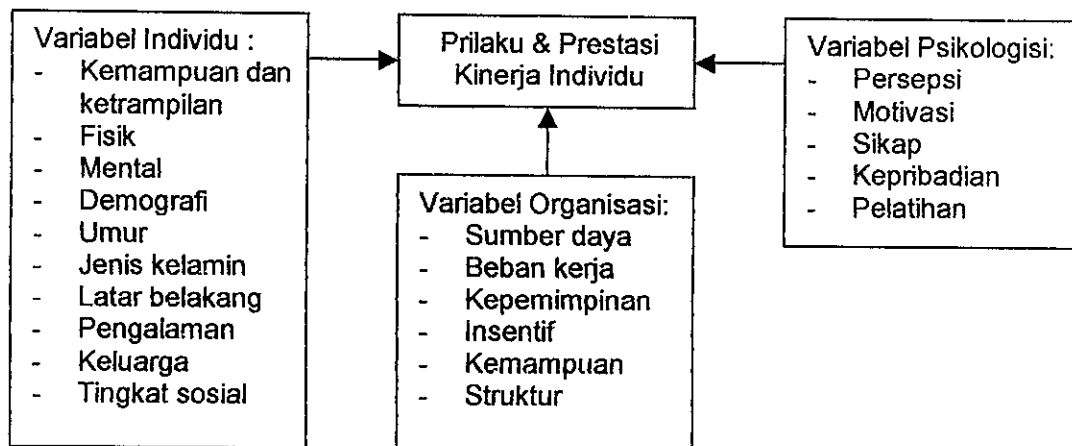 Variabel Individu :
- Kemampuan dan
ketrampilan
- Fisik
- Mental
- Demografi
- Umur
- Jenis kelamin
- Latar belakang
- Pengalaman
- Keluarga
- Tingkat sosial
Prilaku & Prestasi
Kinerja Individu
Variabel Organisasi:
- Sumber daya
- Beban kerja
- Kepemimpinan
- Insentif
- Kemampuan
- Struktur
Variabel Psikologisi:
- Persepsi
- Motivasi
- Sikap
- Kepribadian
- Pelatihan